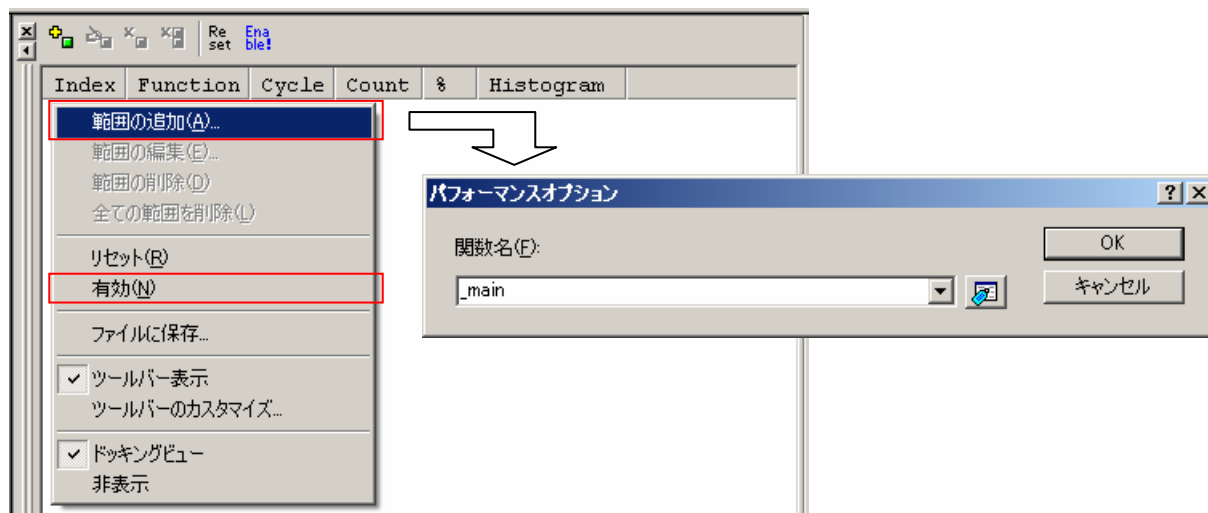 Re set
Ena ble!
Index Function Cycle Count % Histogram
範囲の追加(A)...
範囲の編集(E)...
範囲の削除(D)
全ての範囲を削除(L)
リセット(R)
有効(N)
ファイルに保存...
ツールバー表示
ツールバーのカスタマイズ...
ドッキングビュー
非表示
パフォーマンスオプション
関数名(F):
_main
OK
キャンセル